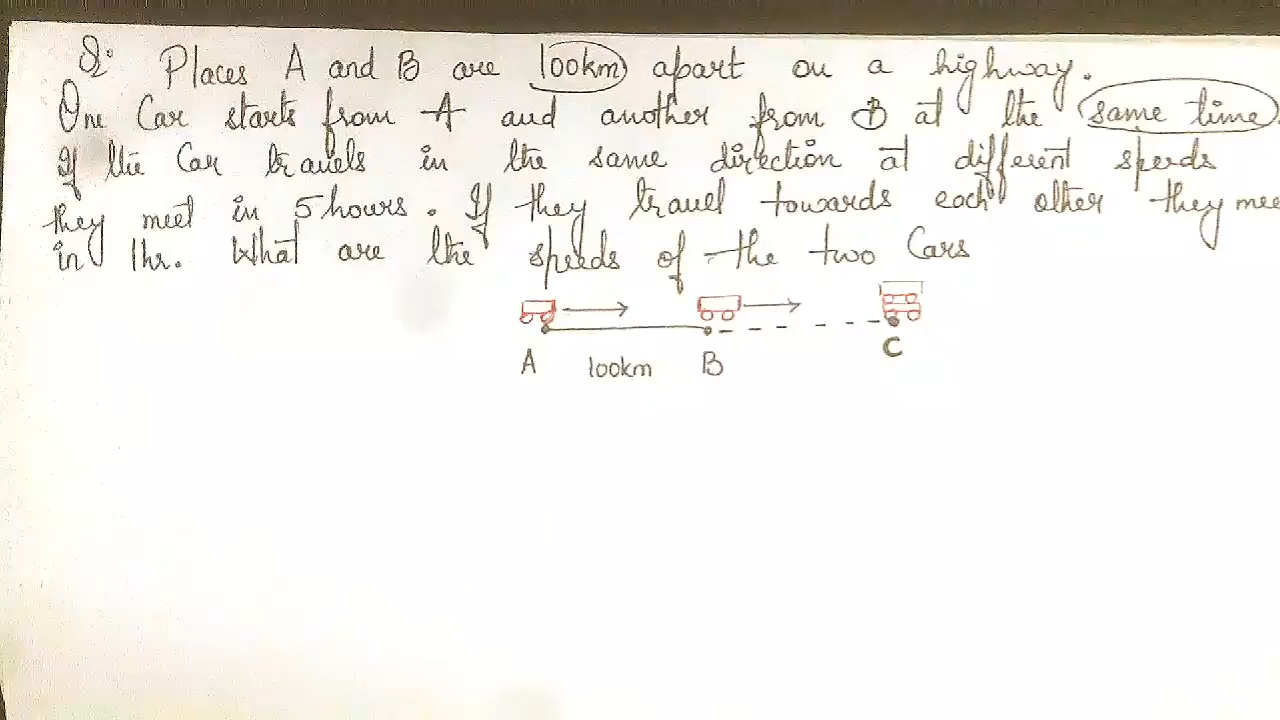 Q: Places A and B are 100km apart on a highway.
One Car starts from A and another from B at the same time.
If the Car travels in the same direction at different speeds
they meet in 5 hours. If they travel towards each other they mee
in 1hr. What are the speeds of the two Cars
C
A 100km B